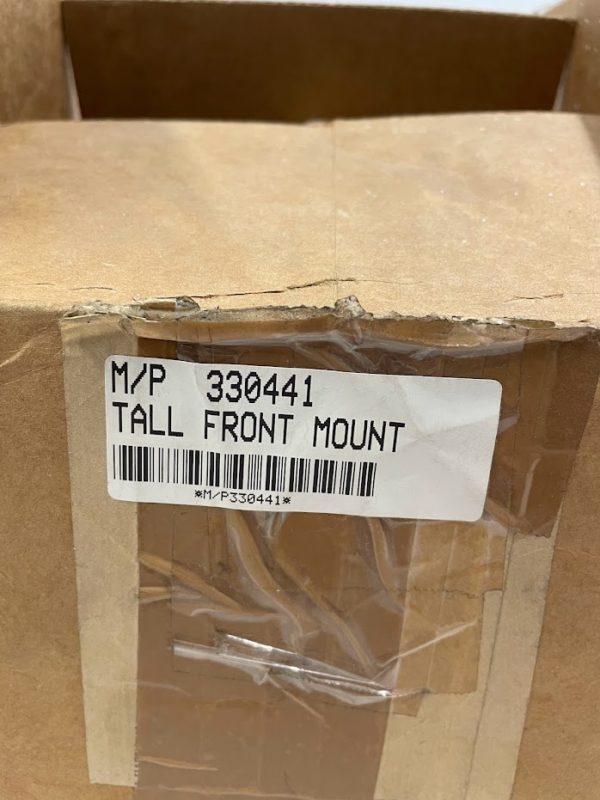 M/P 330441
TALL FRONT MOUNT
*M/P330441*